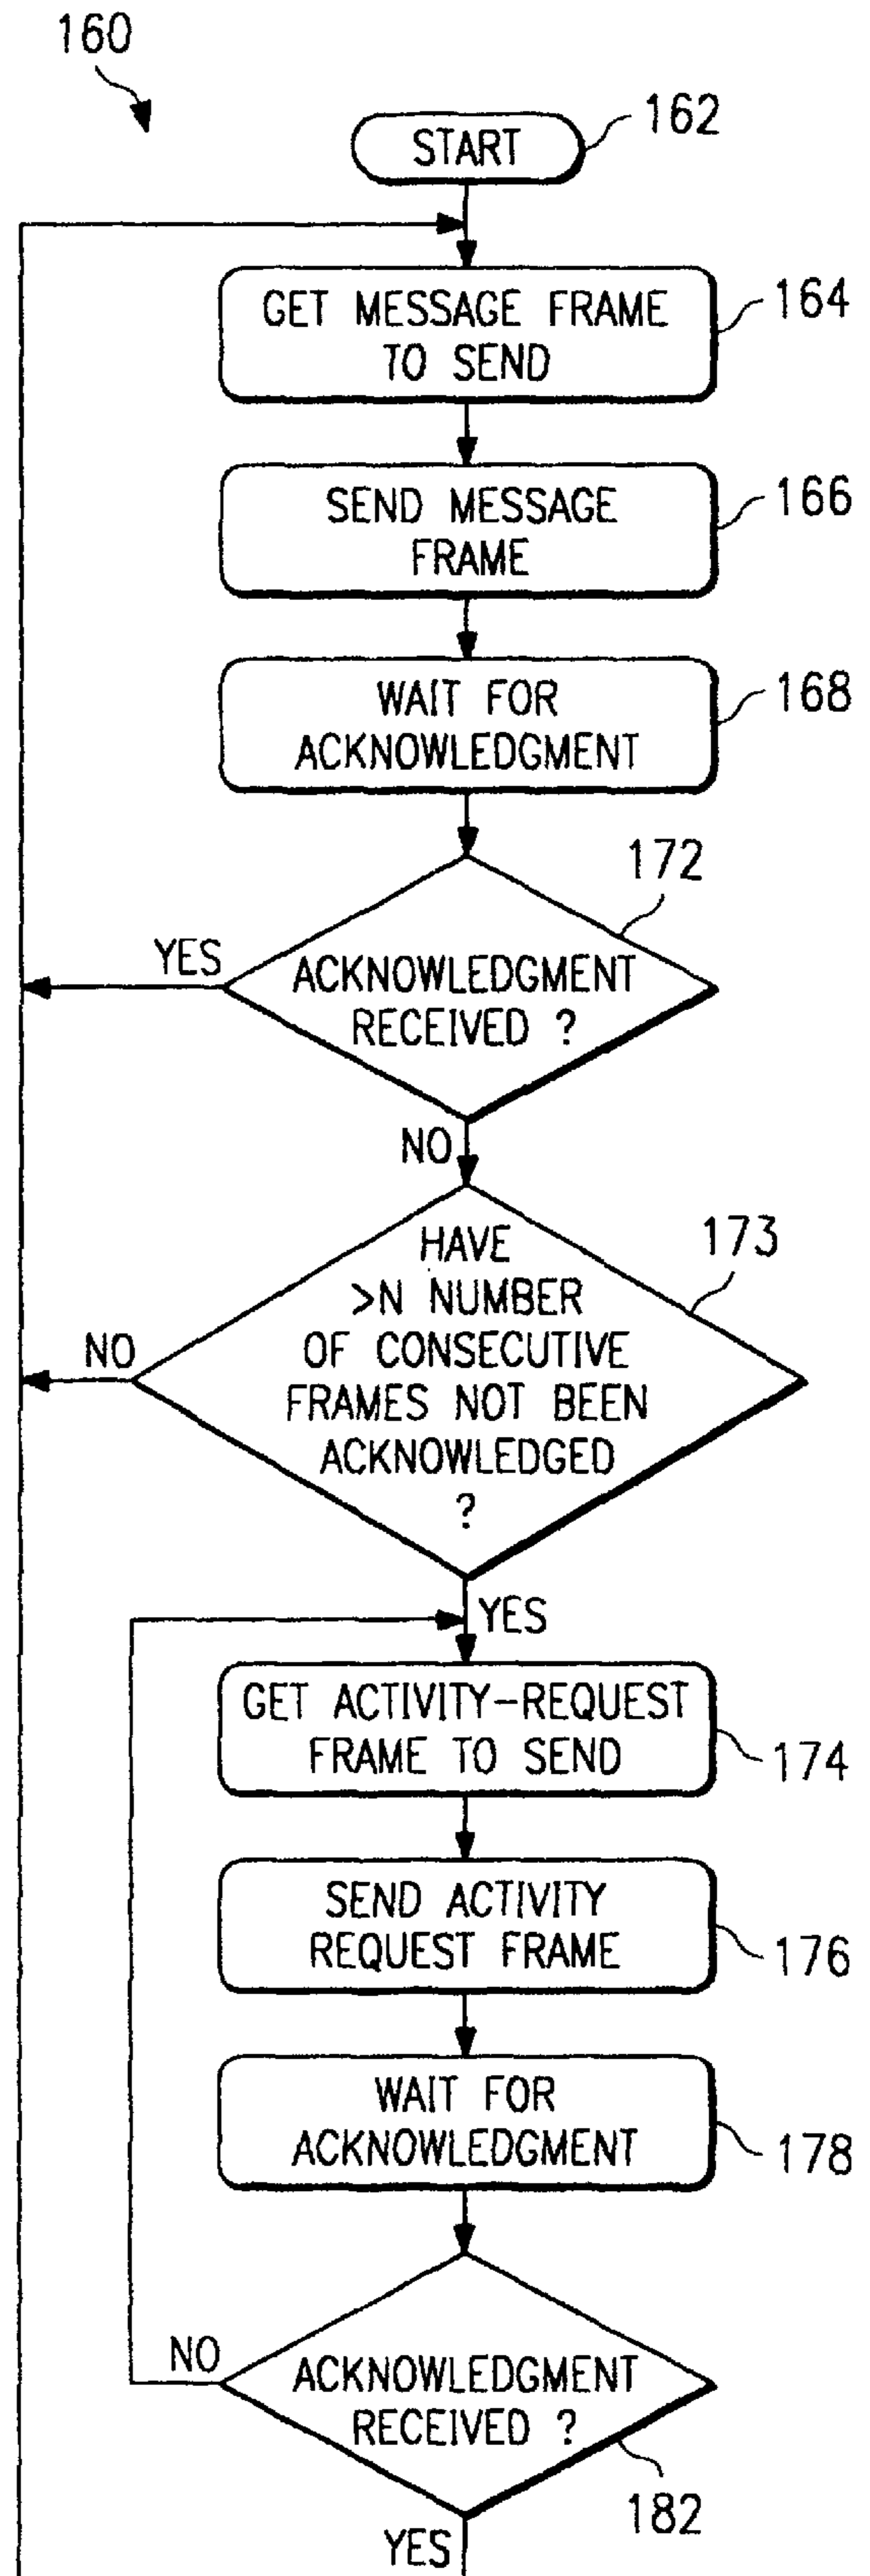 160
START
162
GET MESSAGE FRAME
TO SEND
164
SEND MESSAGE
FRAME
166
WAIT FOR
ACKNOWLEDGMENT
168
172
YES
ACKNOWLEDGMENT
RECEIVED ?
NO
173
HAVE
>N NUMBER
OF CONSECUTIVE
FRAMES NOT BEEN
ACKNOWLEDGED
?
NO
YES
GET ACTIVITY-REQUEST
FRAME TO SEND
174
SEND ACTIVITY
REQUEST FRAME
176
WAIT FOR
ACKNOWLEDGMENT
178
NO
ACKNOWLEDGMENT
RECEIVED ?
182
YES